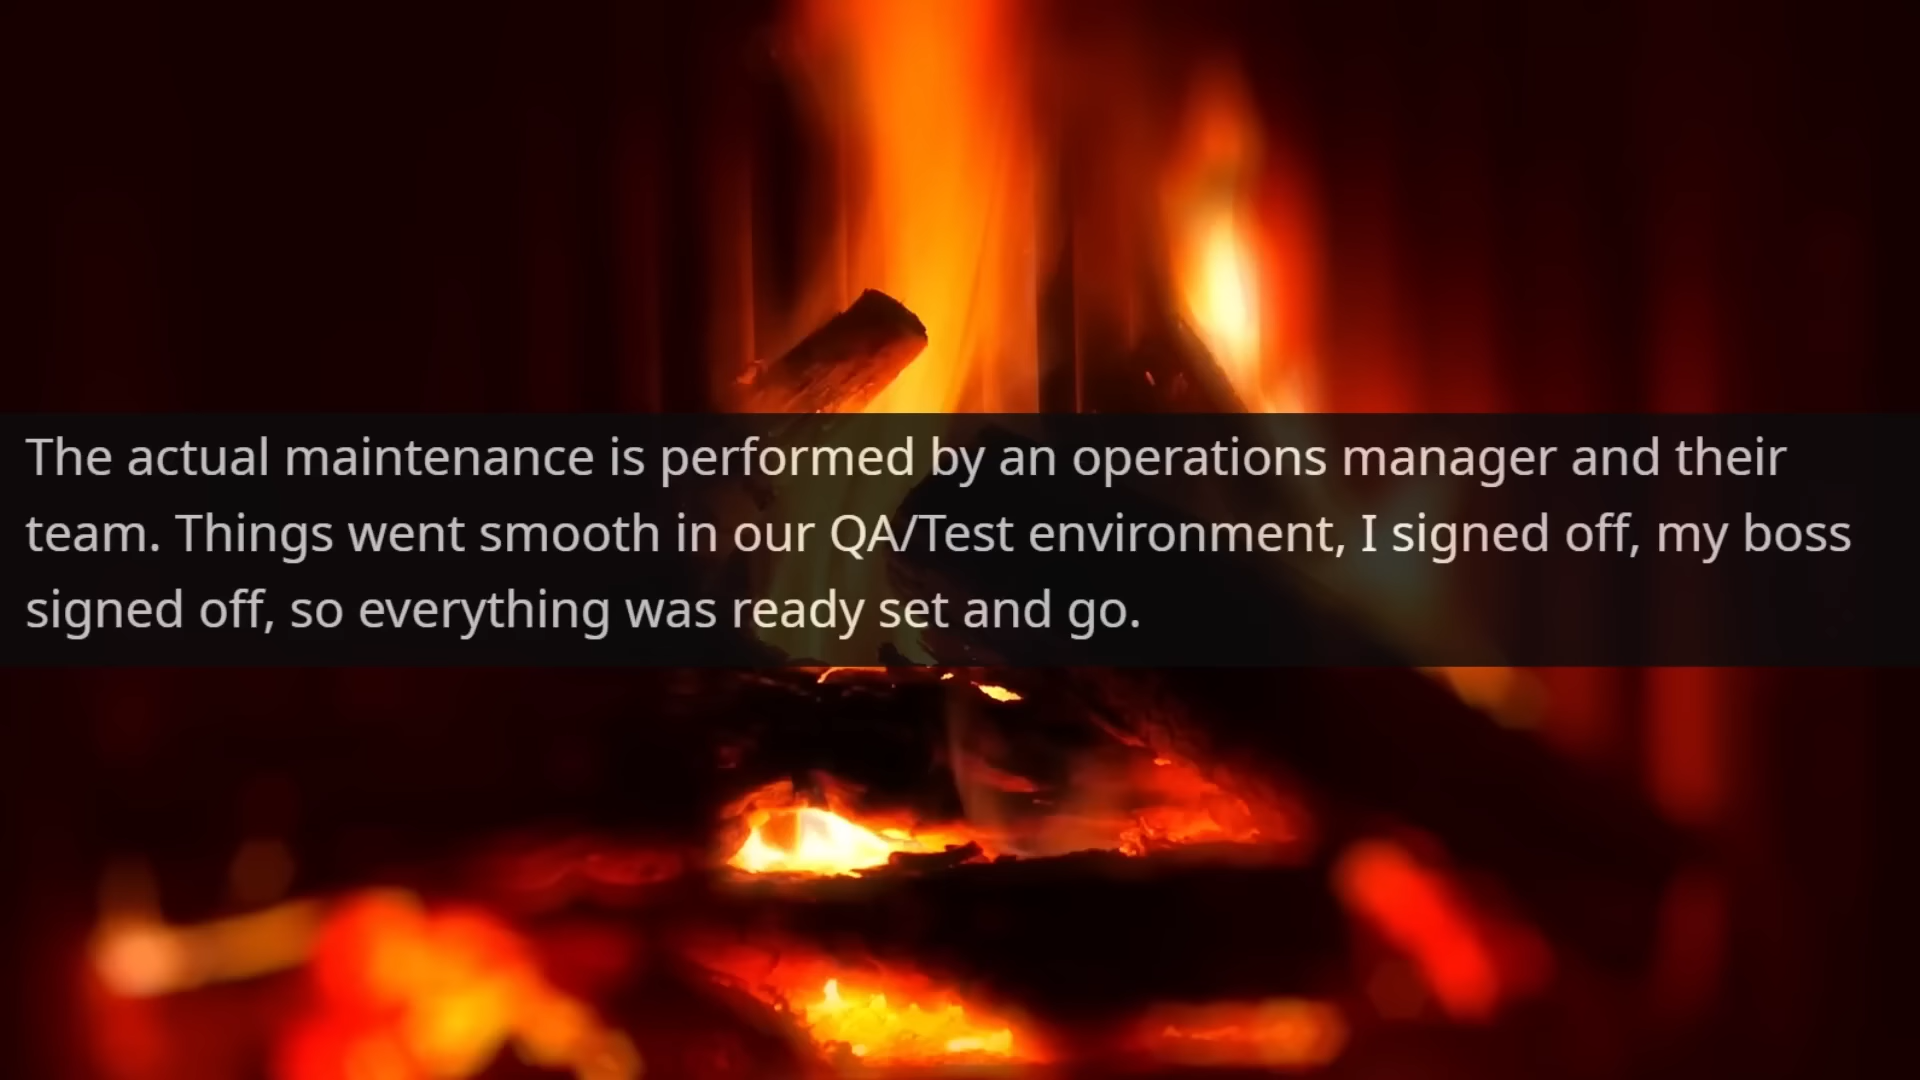 The actual maintenance is performed by an operations manager and their
team. Things went smooth in our QA/Test environment, I signed off, my boss
signed off, so everything was ready set and go.